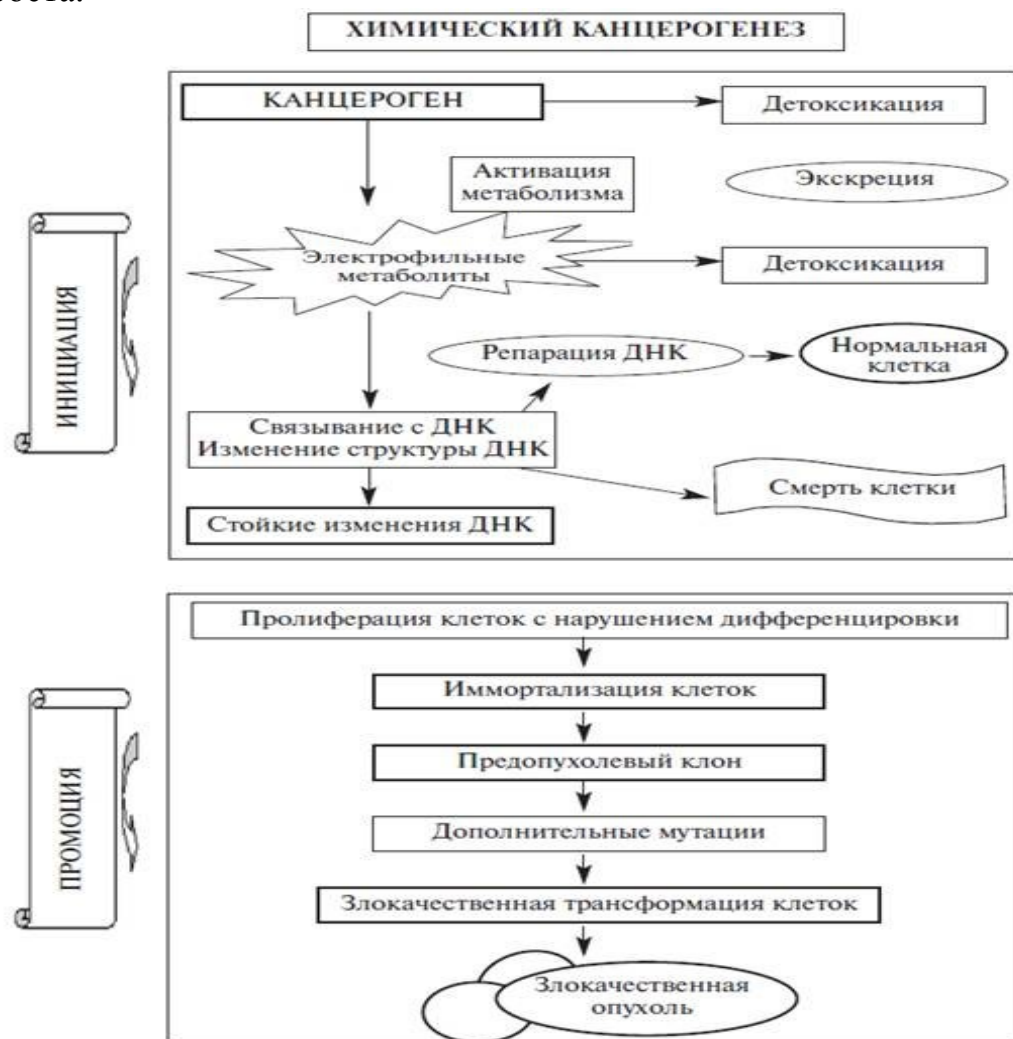 ХИМИЧЕСКИЙ КАНЦЕРОГЕНЕЗ
КАНЦЕРОГЕН
Детоксикация
Активация
метаболизма
Экскреция
Электрофильные
метаболиты
Детоксикация
ИНИЦИАЦИЯ
Репарация ДНК
Нормальная
клетка
Связывание с ДНК
Изменение структуры ДНК
Смерть клетки
Стойкие изменения ДНК
Пролиферация клеток с нарушением дифференцировки
Иммортализация клеток
Предопухолевый клон
ПРОМОЦИЯ
Дополнительные мутации
Злокачественная трансформация клеток
Злокачественная
опухоль